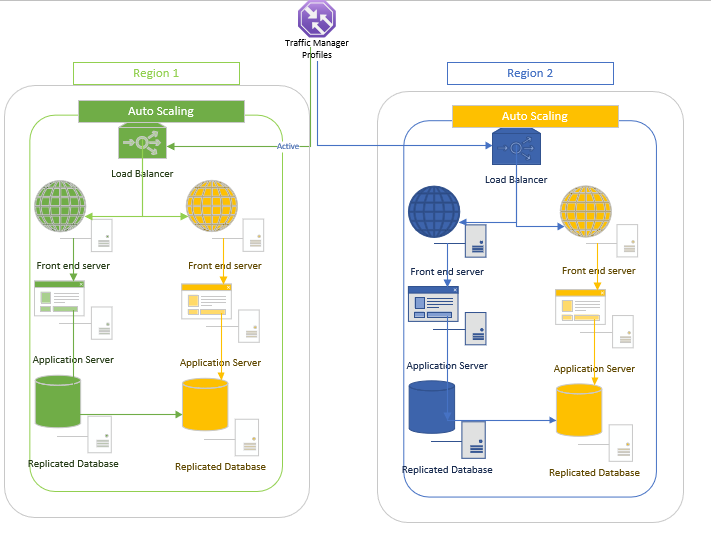 Traffic Manager
Profiles
Region 1
Region 2
Auto Scaling
Auto Scaling
Active
Load Balancer
Load Balancer
Front end server
Front end server
Front end server
Front end server
Application Server
Application Server
Application Server
Application Server
Replicated Database
Replicated Database
Replicated Database
Replicated Database